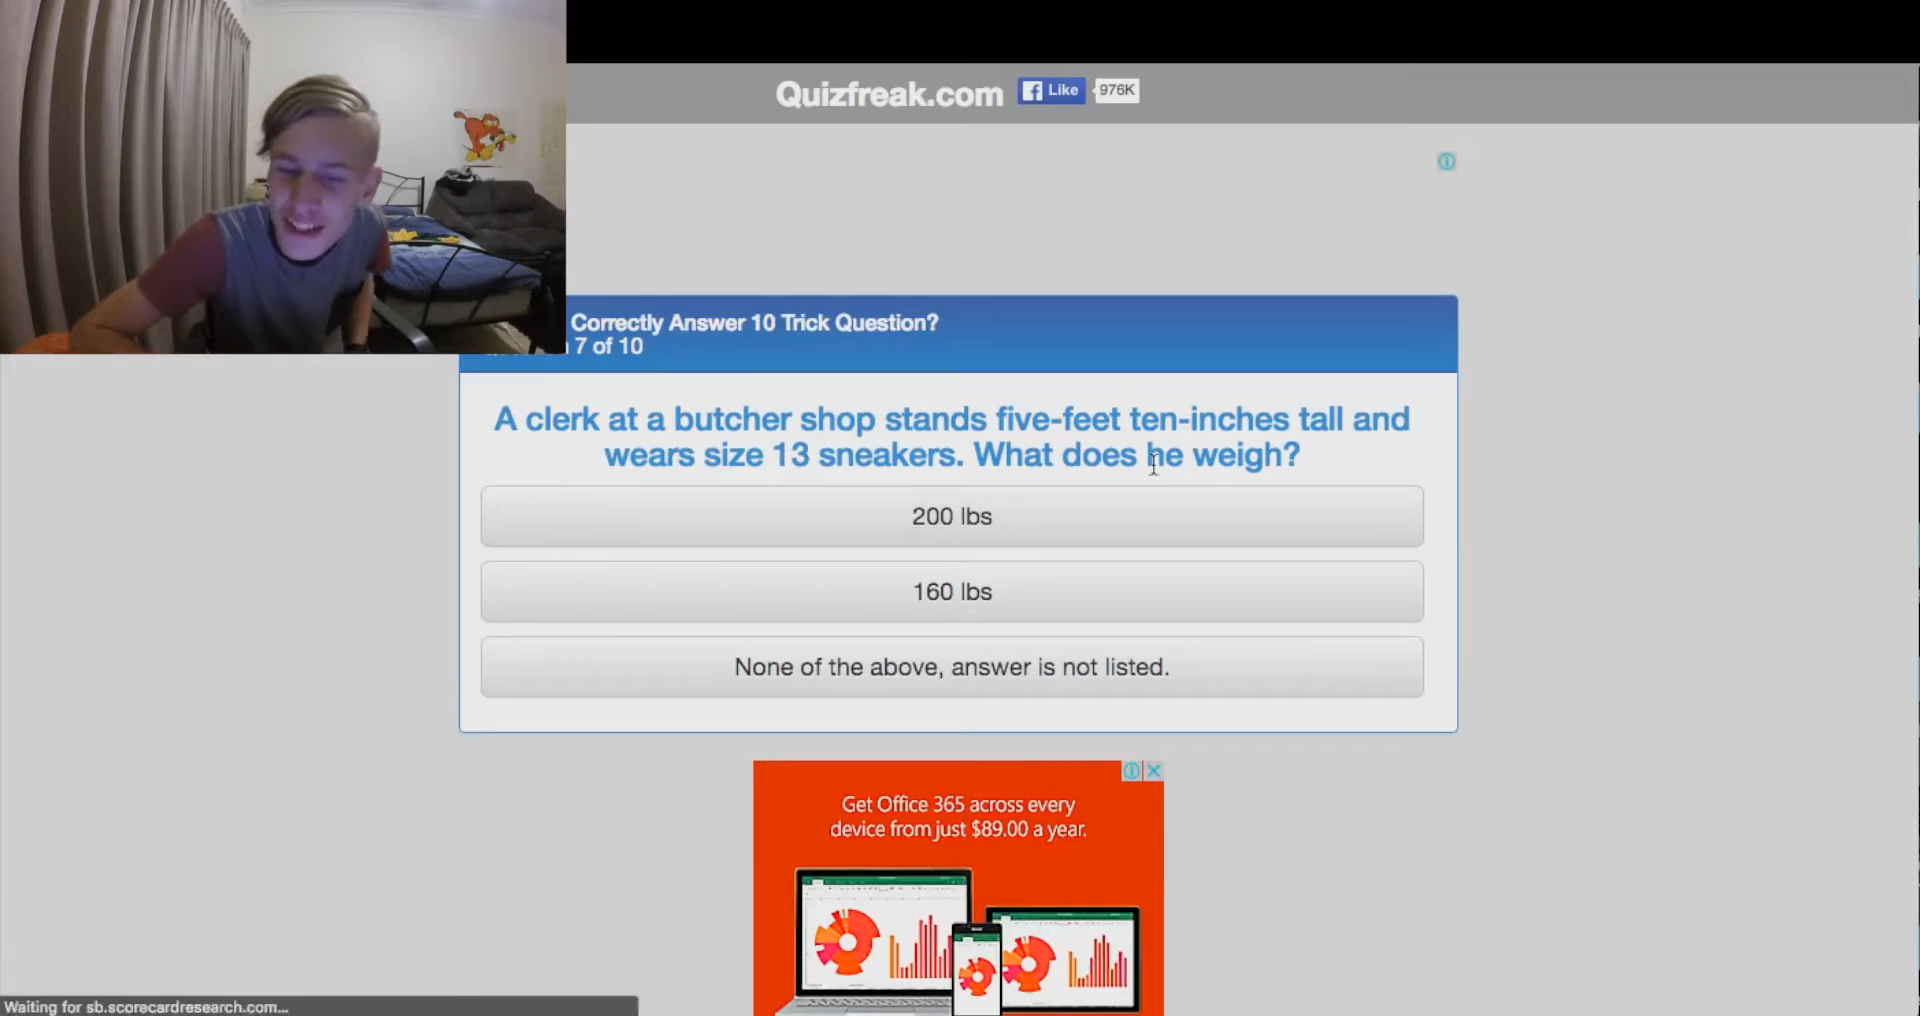 Quizfreak.com
Like
976K
Correctly Answer 10 Trick Question?
7 of 10
A clerk at a butcher shop stands five-feet ten-inches tall and
wears size 13 sneakers. What does he weigh?
200 lbs
160 lbs
None of the above, answer is not listed.
Get Office 365 across every
device from just $89.00 a year.
Waiting for sb.scorecardresearch.com...